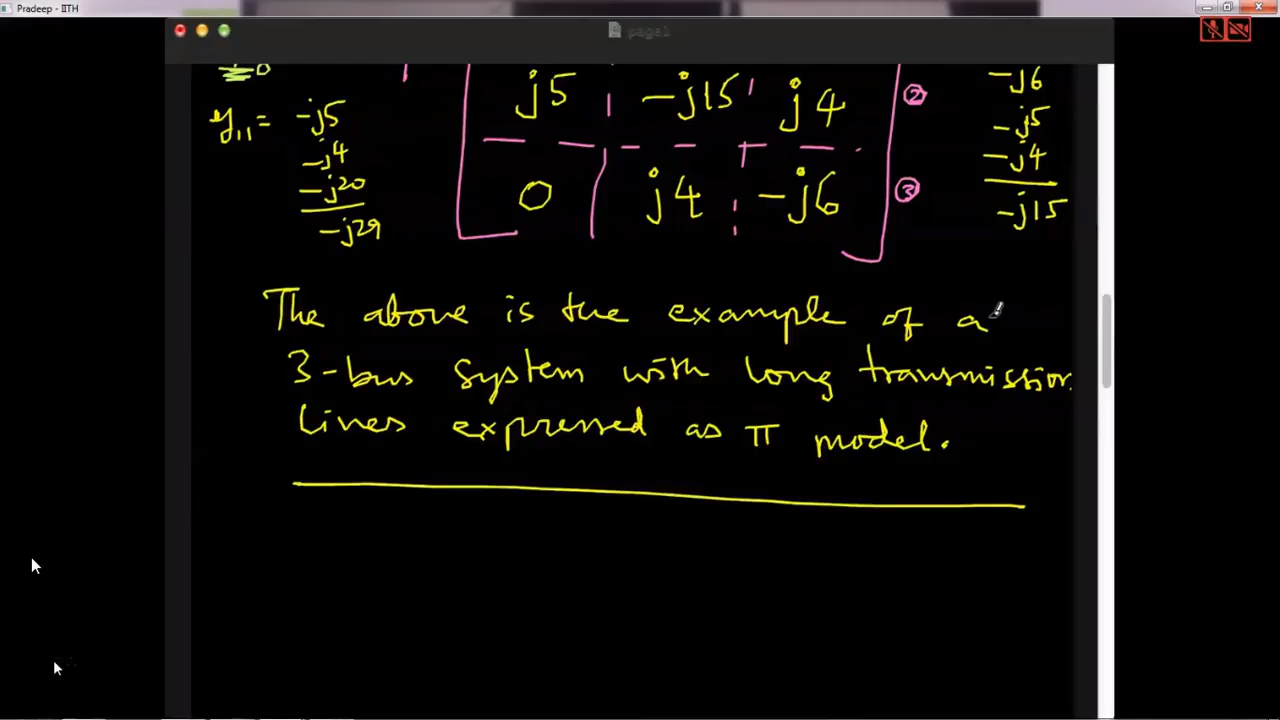 Pradeep - IITH
page1
j5 -j15 j4 ②
0 j4 -j6 ③
y11 = -j5
-j4
-j20
-j29
-j6
-j5
-j4
-j15
The above is the example of a
3-bus system with long transmission
lines expressed as π model.